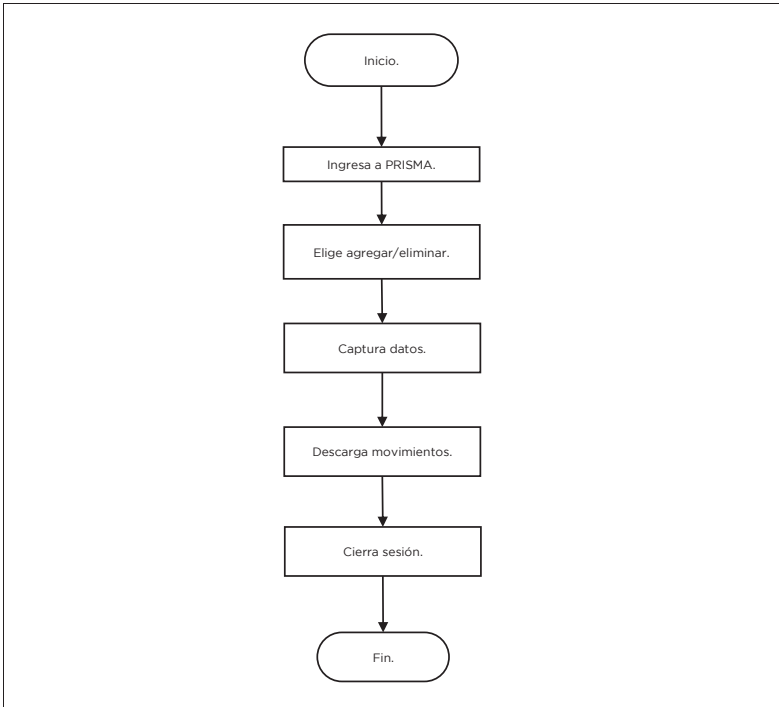 Inicio.
Ingresa a PRISMA.
Elige agregar/eliminar.
Captura datos.
Descarga movimientos.
Cierra sesión.
Fin.